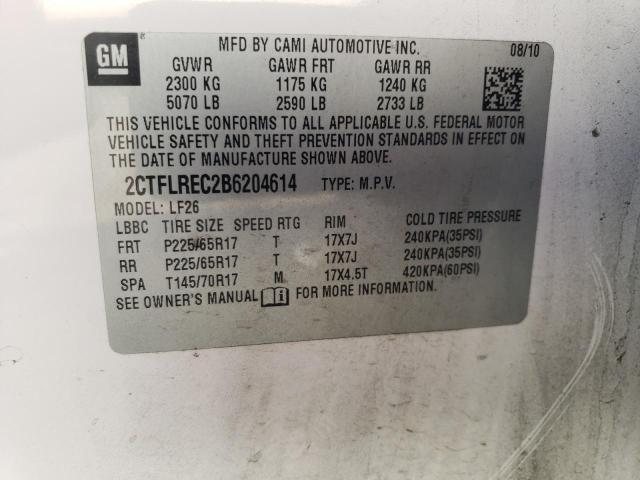 GM
MFD BY CAMI AUTOMOTIVE INC. 08/10
GVWR GAWR FRT GAWR RR
2300 KG 1175 KG 1240 KG
5070 LB 2590 LB 2733 LB
THIS VEHICLE CONFORMS TO ALL APPLICABLE U.S. FEDERAL MOTOR
VEHICLE SAFETY AND THEFT PREVENTION STANDARDS IN EFFECT ON
THE DATE OF MANUFACTURE SHOWN ABOVE.
2CTFLREC2B6204614 TYPE: M.P.V.
MODEL: LF26
LBBC TIRE SIZE SPEED RTG RIM COLD TIRE PRESSURE
FRT P225/65R17 T 17X7J 240KPA(35PSI)
RR P225/65R17 T 17X7J 240KPA(35PSI)
SPA T145/70R17 M 17X4.5T 420KPA(60PSI)
SEE OWNER'S MANUAL FOR MORE INFORMATION.